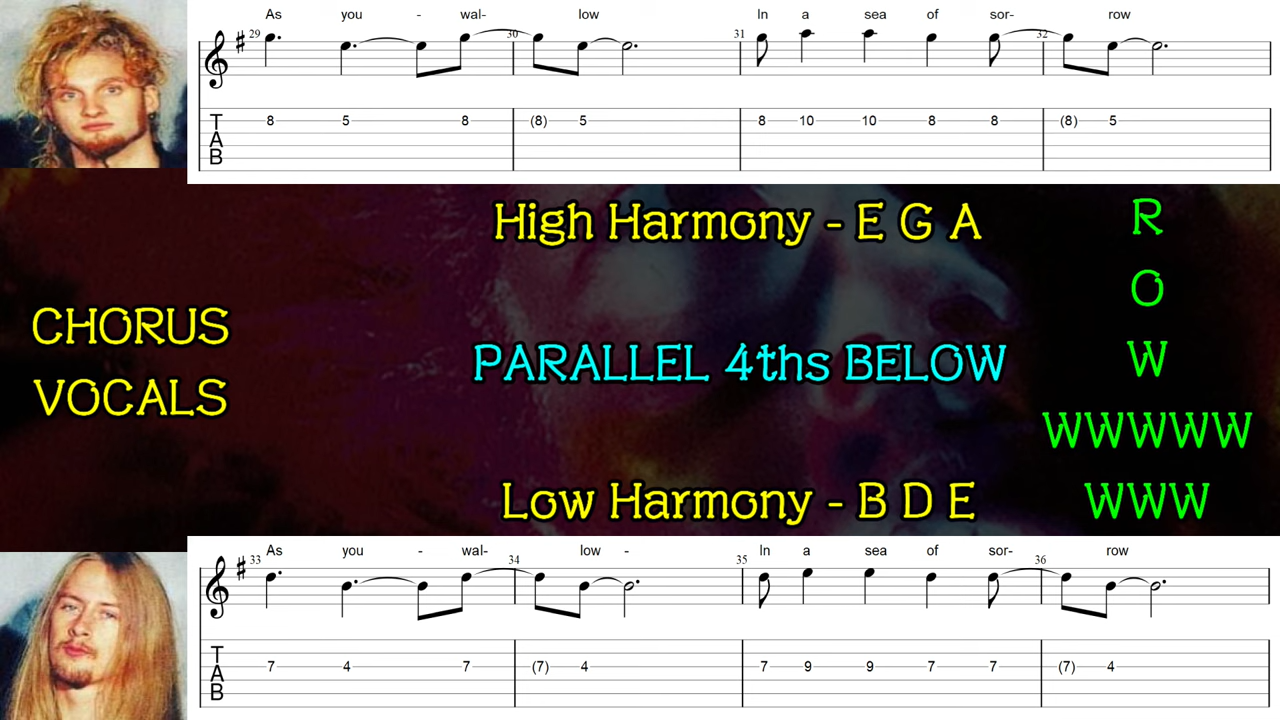 As you - wal- low In a sea of sor- row
29 30 31 32
T A B
8 5 8 (8) 5 8 10 10 8 8 (8) 5
High Harmony - E G A
CHORUS
VOCALS
PARALLEL 4ths BELOW
Low Harmony - B D E
R
O
W
WWWWW
WWW
As you - wal- low - In a sea of sor- row
33 34 35 36
T A B
7 4 7 (7) 4 7 9 9 7 7 (7) 4